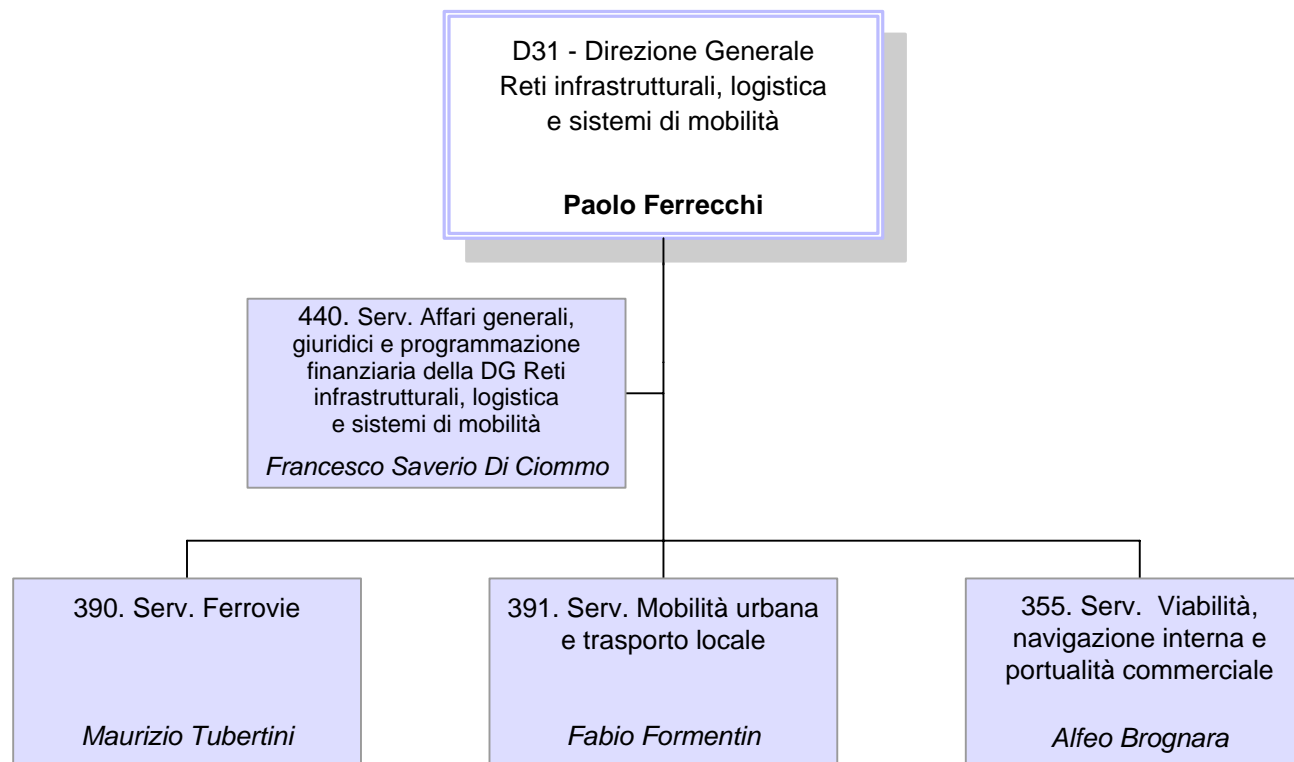 D31 - Direzione Generale
Reti infrastrutturali, logistica
e sistemi di mobilità
Paolo Ferrecchi
440. Serv. Affari generali,
giuridici e programmazione
finanziaria della DG Reti
infrastrutturali, logistica
e sistemi di mobilità
Francesco Saverio Di Ciommo
390. Serv. Ferrovie
Maurizio Tubertini
391. Serv. Mobilità urbana
e trasporto locale
Fabio Formentin
355. Serv.  Viabilità,
navigazione interna e
portualità commerciale
Alfeo Brognara